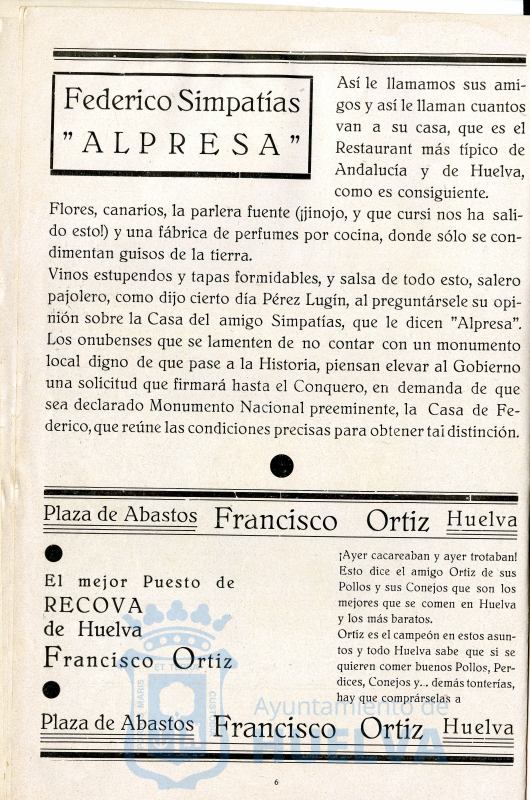 Federico Simpatías
"ALPRESA"
Así le llamamos sus ami-
gos y así le llaman cuantos
van a su casa, que es el
Restaurant más típico de
Andalucía y de Huelva,
como es consiguiente.
Flores, canarios, la parlera fuente (¡jinojo, y que cursi nos ha sali-
do esto!) y una fábrica de perfumes por cocina, donde sólo se con-
dimentan guisos de la tierra.
Vinos estupendos y tapas formidables, y salsa de todo esto, salero
pajolero, como dijo cierto día Pérez Lugín, al preguntársele su opi-
nión sobre la Casa del amigo Simpatías, que le dicen "Alpresa".
Los onubenses que se lamenten de no contar con un monumento
local digno de que pase a la Historia, piensan elevar al Gobierno
una solicitud que firmará hasta el Conquero, en demanda de que
sea declarado Monumento Nacional preeminente, la Casa de Fe-
derico, que reúne las condiciones precisas para obtener tal distinción.
Plaza de Abastos Francisco Ortiz Huelva
El mejor Puesto de
RECOVA
de Huelva
Francisco Ortiz
¡Ayer cacareaban y ayer trotaban!
Esto dice el amigo Ortiz de sus
Pollos y sus Conejos que son los
mejores que se comen en Huelva
y los más baratos.
Ortiz es el campeón en estos asun-
tos y todo Huelva sabe que si se
quieren comer buenos Pollos, Per-
dices, Conejos y... demás tonterías,
hay que comprárselas a
Plaza de Abastos Francisco Ortiz Huelva
Ayuntamiento de
HUELVA
6